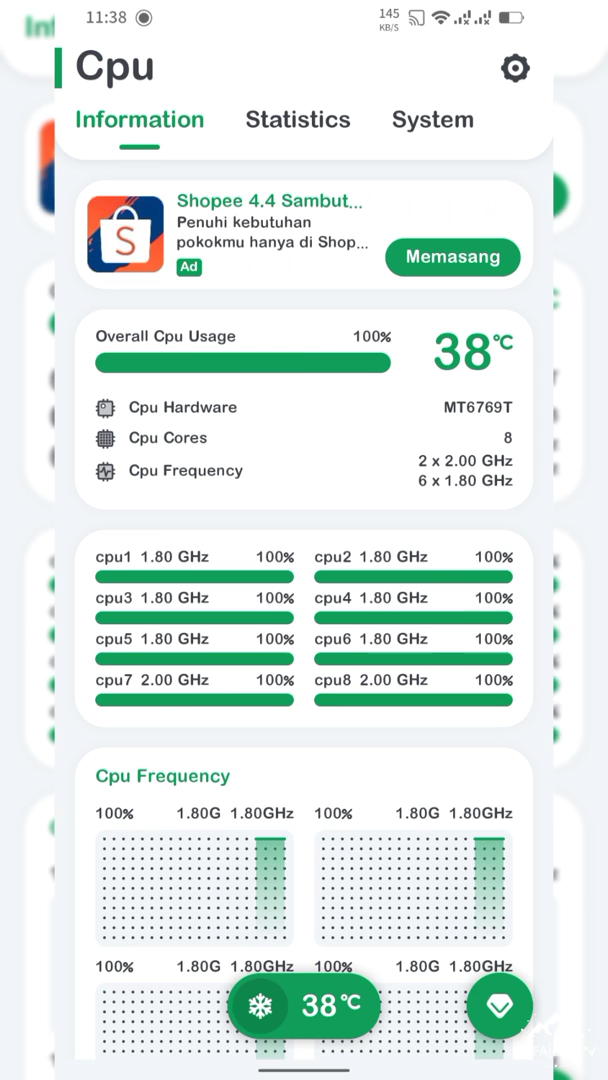 11:38
145
KB/S
Cpu
Information Statistics System
Shopee 4.4 Sambut...
Penuhi kebutuhan
pokokmu hanya di Shop...
Ad
Memasang
Overall Cpu Usage 100%
38°C
Cpu Hardware MT6769T
Cpu Cores 8
Cpu Frequency 2 x 2.00 GHz
6 x 1.80 GHz
cpu1 1.80 GHz 100% cpu2 1.80 GHz 100%
cpu3 1.80 GHz 100% cpu4 1.80 GHz 100%
cpu5 1.80 GHz 100% cpu6 1.80 GHz 100%
cpu7 2.00 GHz 100% cpu8 2.00 GHz 100%
Cpu Frequency
100% 1.80G 1.80GHz 100% 1.80G 1.80GHz
100% 1.80G 1.80GHz 100% 1.80G 1.80GHz
38°C